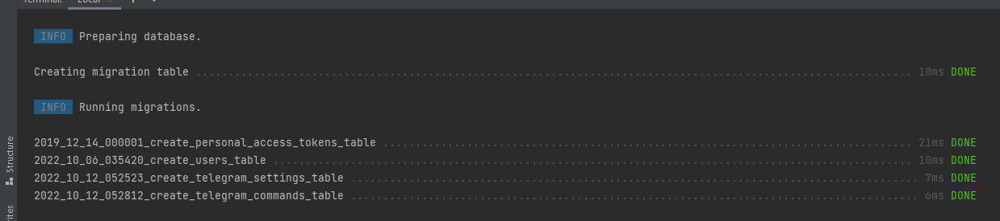 Terminal: Local × + ⌄
INFO Preparing database.
Creating migration table ........................................................................................................... 10ms DONE
INFO Running migrations.
2019_12_14_000001_create_personal_access_tokens_table .............................................................................. 21ms DONE
2022_10_06_035420_create_users_table ............................................................................................... 10ms DONE
2022_10_12_052523_create_telegram_settings_table .................................................................................... 7ms DONE
2022_10_12_052812_create_telegram_commands_table .................................................................................... 6ms DONE
Structure